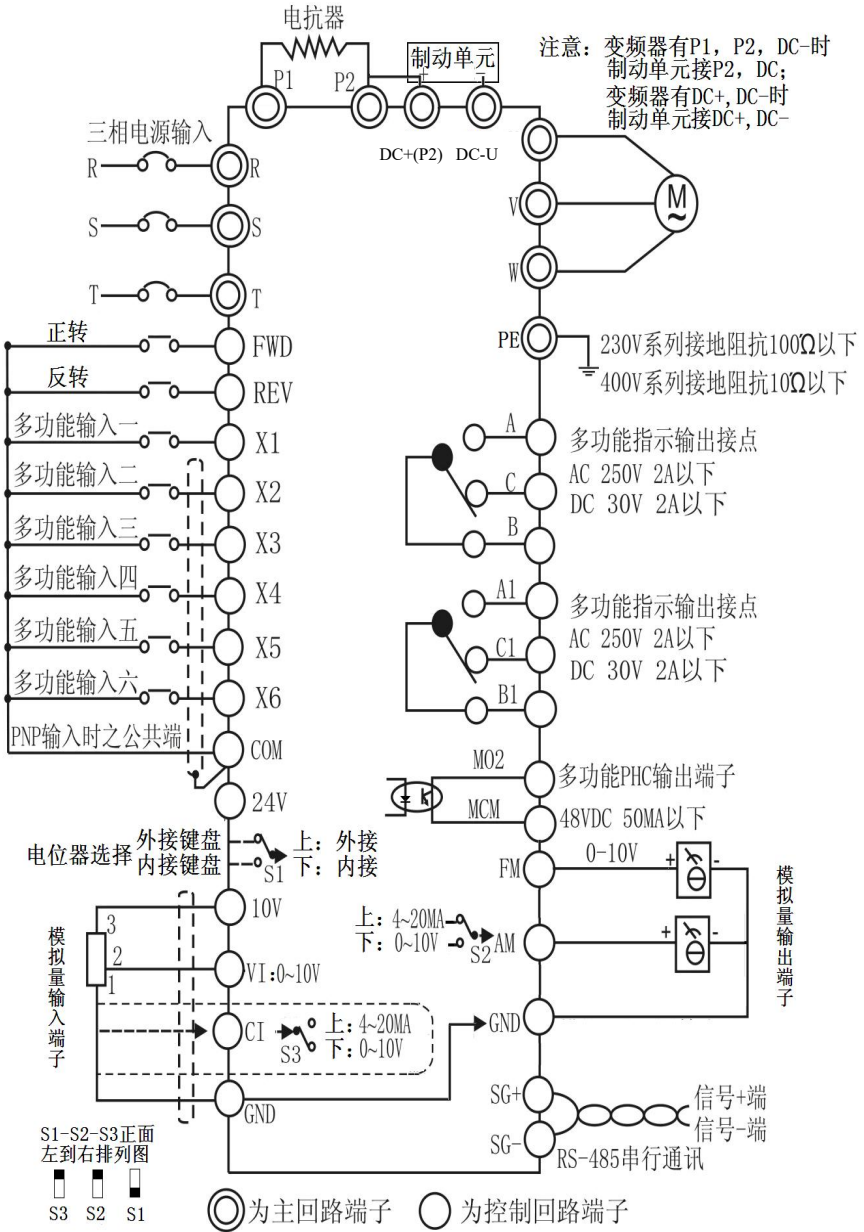 电抗器
制动单元
+ -
P1 P2
注意：变频器有P1，P2，DC-时
制动单元接P2，DC；
变频器有DC+,DC-时
制动单元接DC+,DC-
DC+(P2) DC-U
三相电源输入
R R
S S
T T
V
W
M
~
PE
230V系列接地阻抗100Ω以下
400V系列接地阻抗10Ω以下
正转 FWD
反转 REV
多功能输入一 X1
多功能输入二 X2
多功能输入三 X3
多功能输入四 X4
多功能输入五 X5
多功能输入六 X6
PNP输入时之公共端 COM
24V
A
C
B
多功能指示输出接点
AC 250V 2A以下
DC 30V 2A以下
A1
C1
B1
多功能指示输出接点
AC 250V 2A以下
DC 30V 2A以下
MO2
MCM
多功能PHC输出端子
48VDC 50MA以下
电位器选择
外接键盘
内接键盘
S1
上：外接
下：内接
FM
0-10V
+ -
上：4~20MA
下：0~10V
S2
AM
+ -
模拟量输出端子
模拟量输入端子
3
2
1
10V
VI:0~10V
CI
S3
上：4~20MA
下：0~10V
GND
GND
SG+
SG-
信号+端
信号-端
RS-485串行通讯
S1-S2-S3正面
左到右排列图
S3 S2 S1
为主回路端子
为控制回路端子